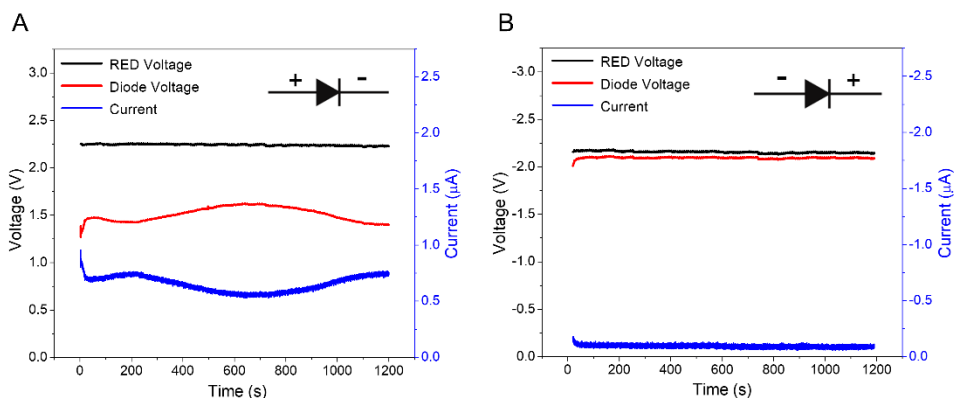 A
RED Voltage
Diode Voltage
Current
+ -
3.0
2.5
2.0
1.5
1.0
0.5
0.0
Voltage (V)
2.5
2.0
1.5
1.0
0.5
0.0
Current (μA)
0 200 400 600 800 1000 1200
Time (s)
B
RED Voltage
Diode Voltage
Current
- +
-3.0
-2.5
-2.0
-1.5
-1.0
-0.5
-0.0
Voltage (V)
-2.5
-2.0
-1.5
-1.0
-0.5
-0.0
Current (μA)
0 200 400 600 800 1000 1200
Time (s)